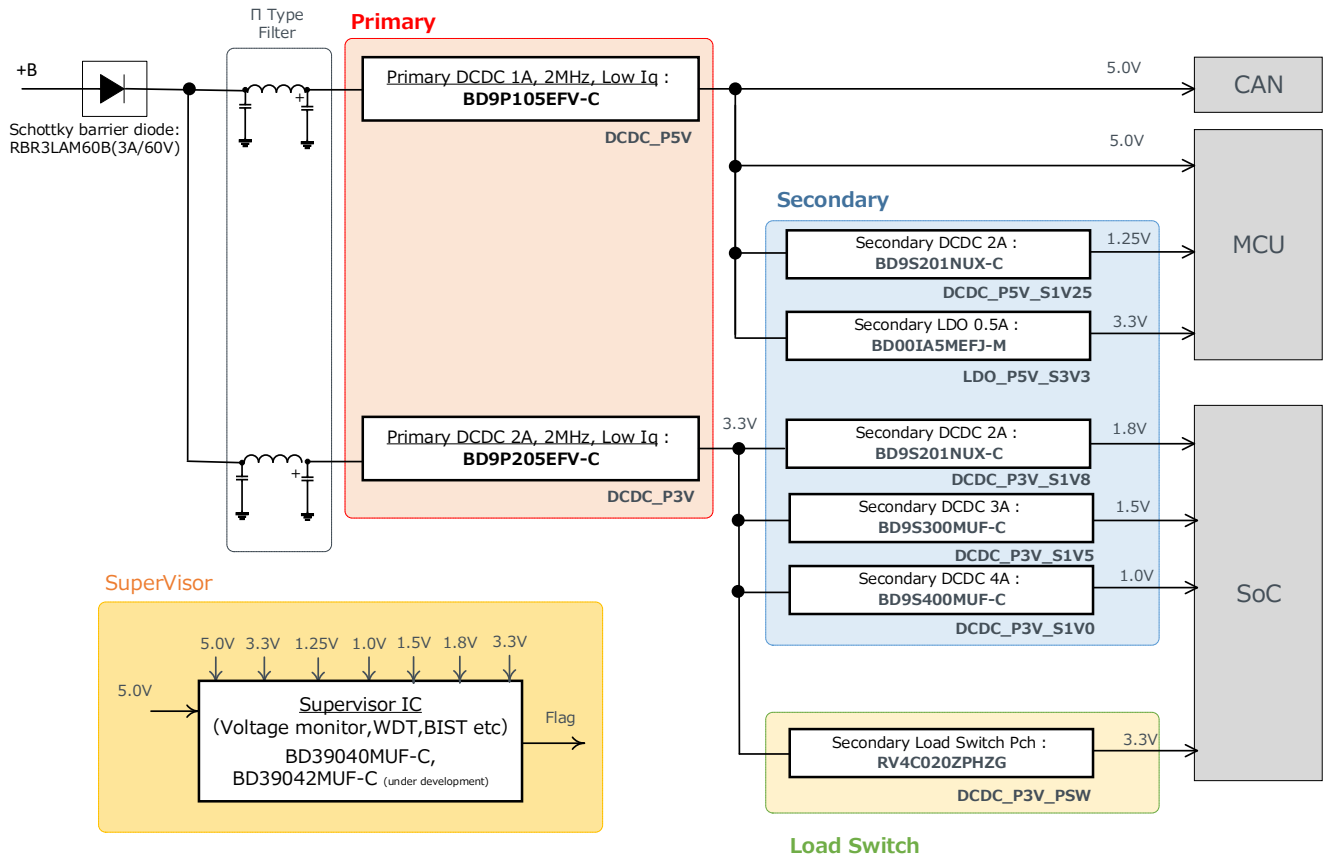 Π Type
Filter
Primary
+B
Schottky barrier diode:
RBR3LAM60B(3A/60V)
+
Primary DCDC 1A, 2MHz, Low Iq :
BD9P105EFV-C
DCDC_P5V
5.0V
CAN
5.0V
MCU
Secondary
Secondary DCDC 2A :
BD9S201NUX-C
1.25V
DCDC_P5V_S1V25
Secondary LDO 0.5A :
BD00IA5MEFJ-M
3.3V
LDO_P5V_S3V3
+
Primary DCDC 2A, 2MHz, Low Iq :
BD9P205EFV-C
DCDC_P3V
3.3V
Secondary DCDC 2A :
BD9S201NUX-C
1.8V
DCDC_P3V_S1V8
Secondary DCDC 3A :
BD9S300MUF-C
1.5V
DCDC_P3V_S1V5
Secondary DCDC 4A :
BD9S400MUF-C
1.0V
DCDC_P3V_S1V0
SoC
SuperVisor
5.0V 3.3V 1.25V 1.0V 1.5V 1.8V 3.3V
5.0V
Supervisor IC
(Voltage monitor,WDT,BIST etc)
BD39040MUF-C,
BD39042MUF-C (under development)
Flag
Secondary Load Switch Pch :
RV4C020ZPHZG
3.3V
DCDC_P3V_PSW
Load Switch